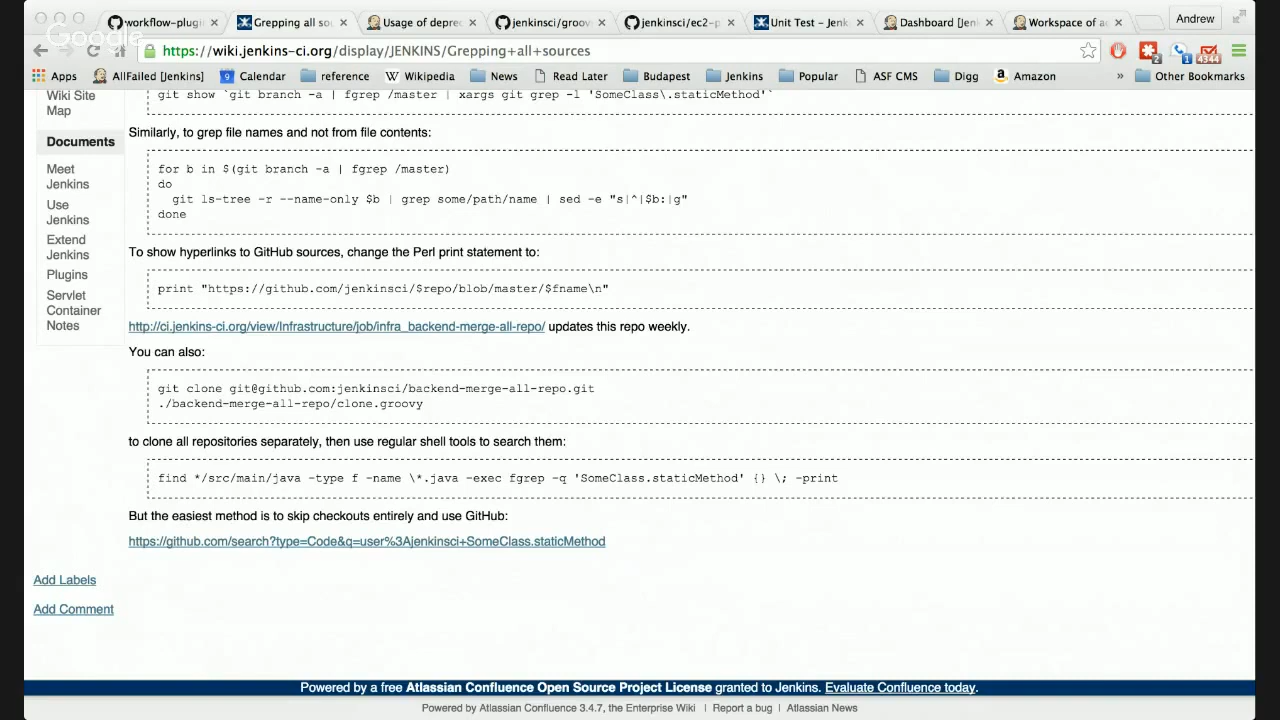 workflow-plugi
Grepping all so
Usage of depre
jenkinsci/groov
jenkinsci/ec2-p
Unit Test - Jenk
Dashboard [Jen
Workspace of a
Andrew
Google
https://wiki.jenkins-ci.org/display/JENKINS/Grepping+all+sources
2
1
4344
Apps
AllFailed [Jenkins]
9 Calendar
reference
W Wikipedia
News
Read Later
Budapest
Jenkins
Popular
ASF CMS
Digg
a Amazon
»
Other Bookmarks
Wiki Site
Map
Documents
Meet
Jenkins
Use
Jenkins
Extend
Jenkins
Plugins
Servlet
Container
Notes
git show `git branch -a | fgrep /master | xargs git grep -l 'SomeClass\.staticMethod'`
Similarly, to grep file names and not from file contents:
for b in $(git branch -a | fgrep /master)
do
git ls-tree -r --name-only $b | grep some/path/name | sed -e "s|^|$b:|g"
done
To show hyperlinks to GitHub sources, change the Perl print statement to:
print "https://github.com/jenkinsci/$repo/blob/master/$fname\n"
http://ci.jenkins-ci.org/view/Infrastructure/job/infra_backend-merge-all-repo/ updates this repo weekly.
You can also:
git clone git@github.com:jenkinsci/backend-merge-all-repo.git
./backend-merge-all-repo/clone.groovy
to clone all repositories separately, then use regular shell tools to search them:
find */src/main/java -type f -name \*.java -exec fgrep -q 'SomeClass.staticMethod' {} \; -print
But the easiest method is to skip checkouts entirely and use GitHub:
https://github.com/search?type=Code&q=user%3Ajenkinsci+SomeClass.staticMethod
Add Labels
Add Comment
Powered by a free Atlassian Confluence Open Source Project License granted to Jenkins. Evaluate Confluence today.
Powered by Atlassian Confluence 3.4.7, the Enterprise Wiki | Report a bug | Atlassian News